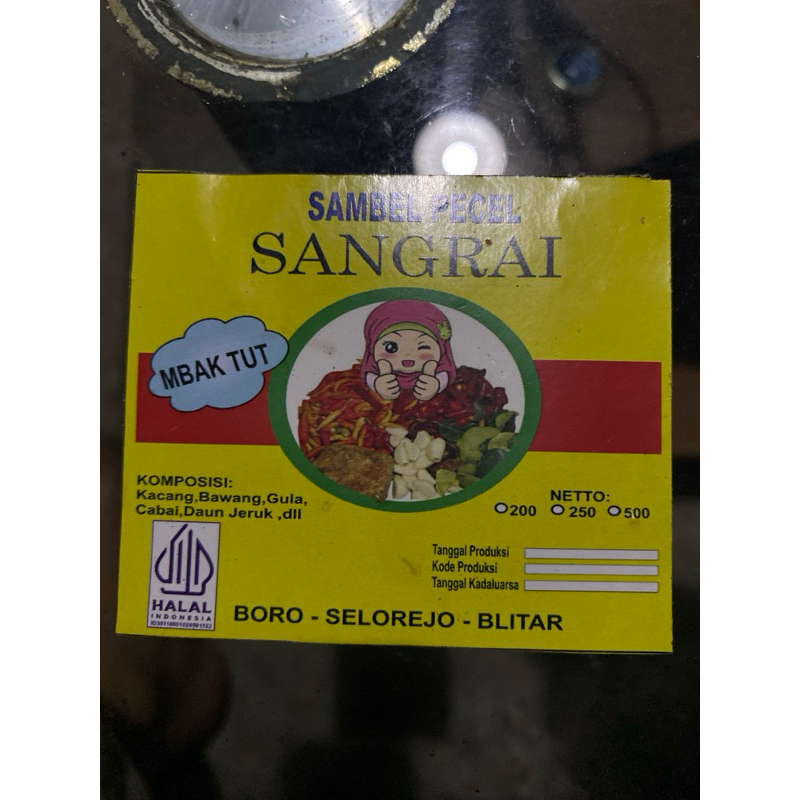 SAMBEL PECEL
SANGRAI
MBAK TUT
KOMPOSISI:
Kacang,Bawang,Gula,
Cabai,Daun Jeruk ,dll
NETTO:
200 250 500
Tanggal Produksi
Kode Produksi
Tanggal Kadaluarsa
HALAL
INDONESIA
BORO - SELOREJO - BLITAR